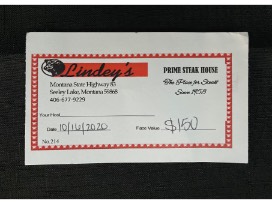 Lindey's
PRIME STEAK HOUSE
Montana State Highway 83
The Place for Steak!
Seeley Lake, Montana 59868
Since 1958
406-677-9229
Your Host
Date 10/16/2020 Face Value $150
No. 214